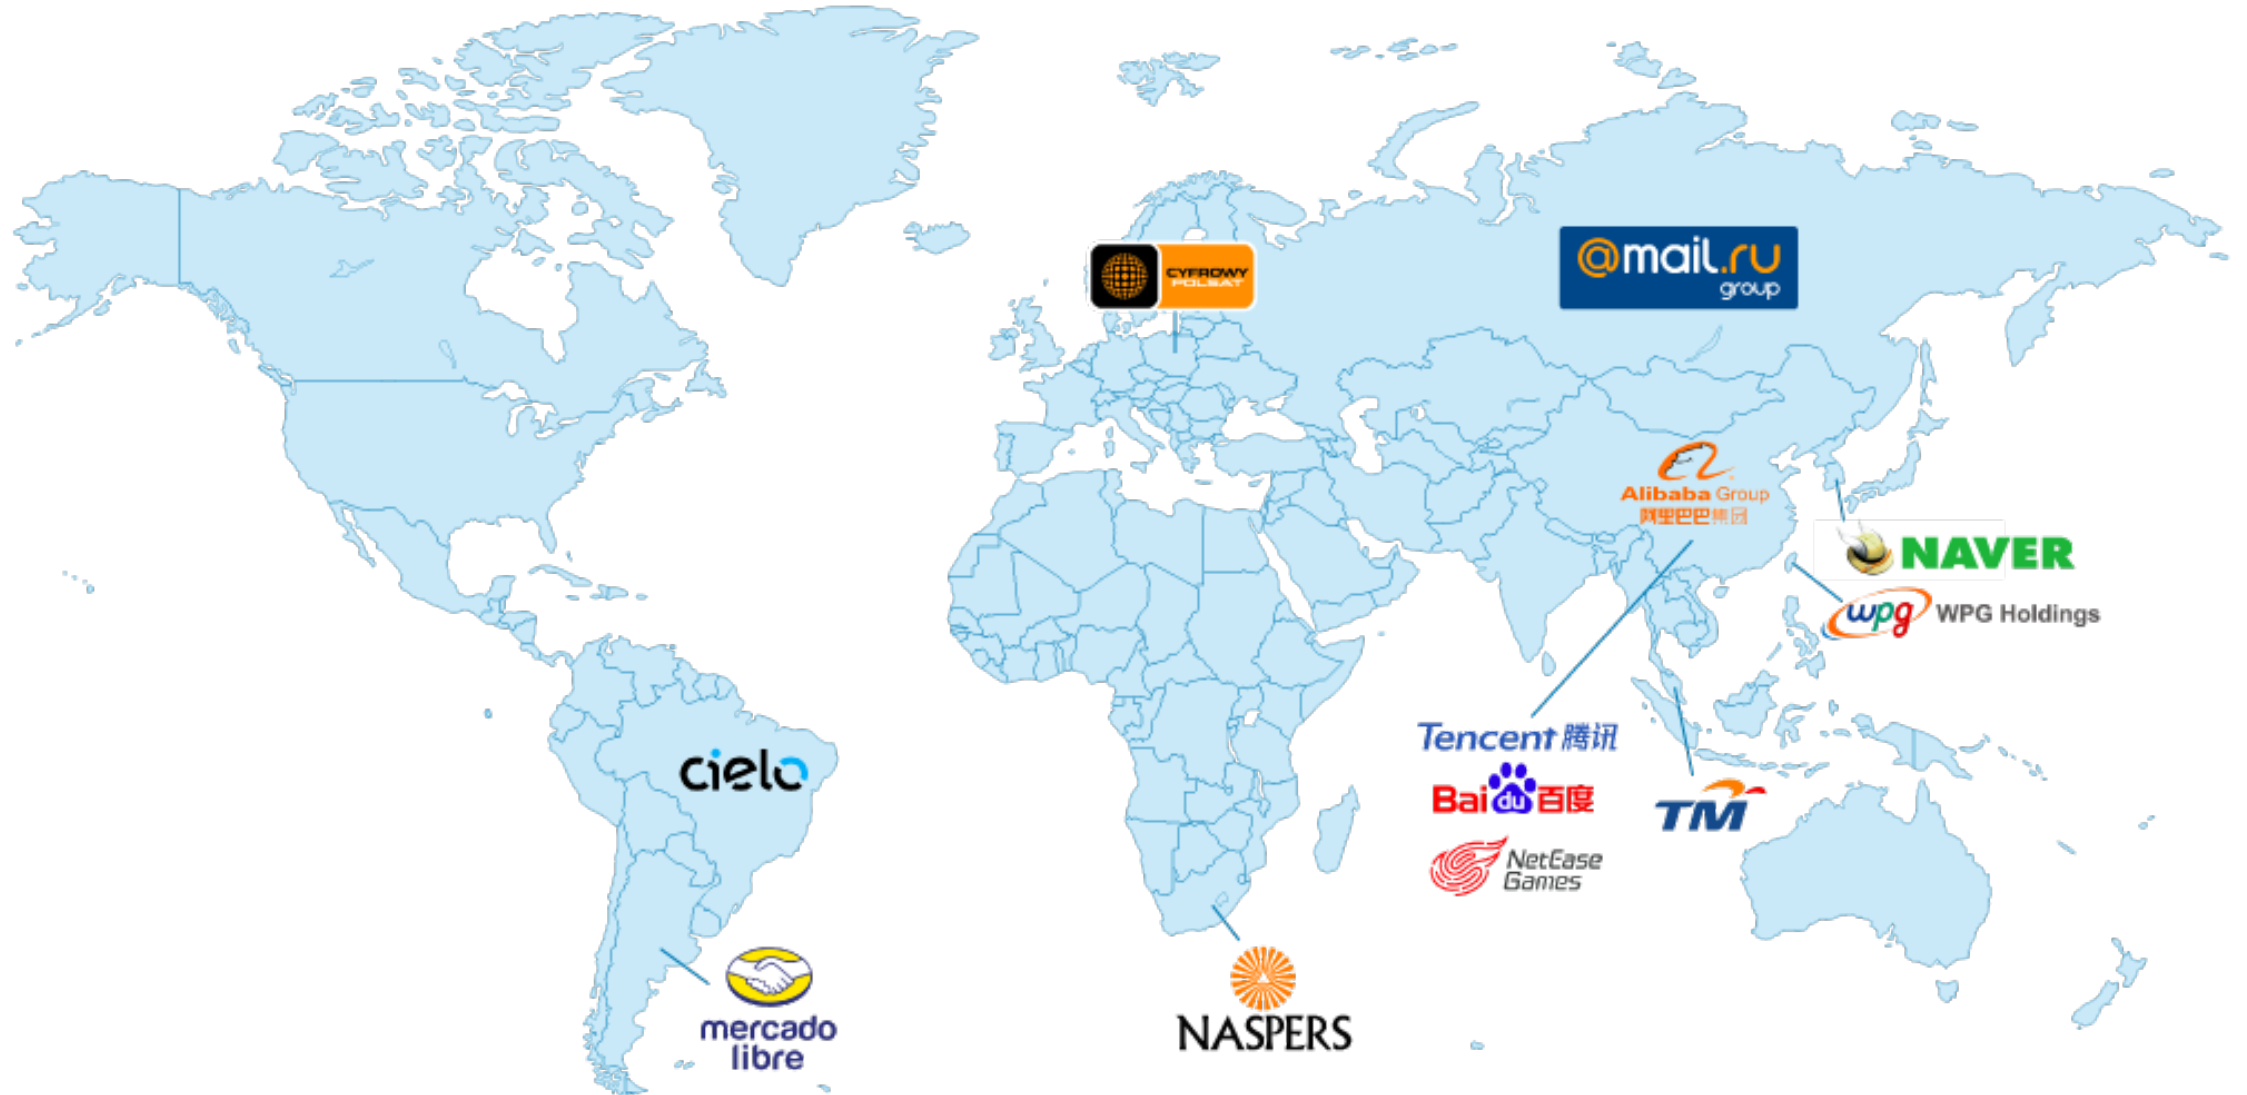 CYFROWY
POLSAT
@mail.ru
group
Alibaba Group
阿里巴巴集团
NAVER
wpg WPG Holdings
cielo
Tencent 腾讯
Bai du 百度
TM
NetEase
Games
mercado
libre
NASPERS